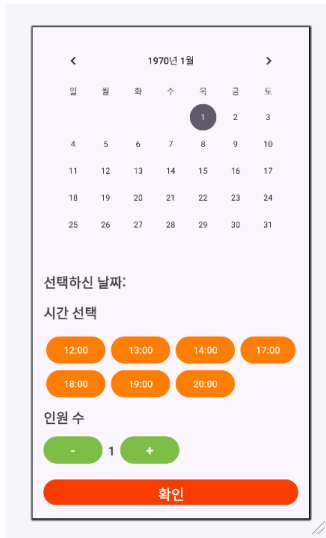 < 1970년 1월 >
일 월 화 수 목 금 토
1 2 3
4 5 6 7 8 9 10
11 12 13 14 15 16 17
18 19 20 21 22 23 24
25 26 27 28 29 30 31
선택하신 날짜:
시간 선택
12:00 13:00 14:00 17:00
18:00 19:00 20:00
인원 수
- 1 +
확인